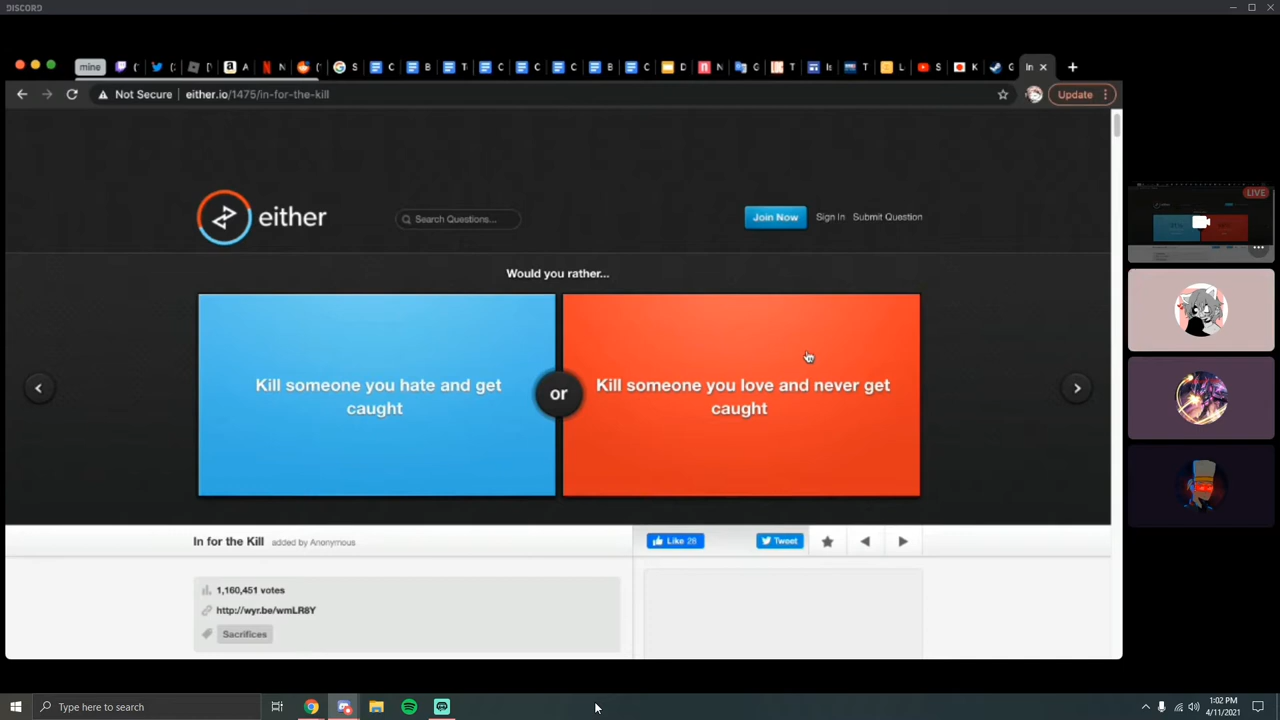 DISCORD
mine
Not Secure
either.io/1475/in-for-the-kill
Update
either
Search Questions...
Join Now
Sign In
Submit Question
Would you rather...
Kill someone you hate and get
caught
or
Kill someone you love and never get
caught
In for the Kill
added by Anonymous
Like 28
Tweet
1,160,451 votes
http://wyr.be/wmLR8Y
Sacrifices
LIVE
Type here to search
1:02 PM
4/11/2021